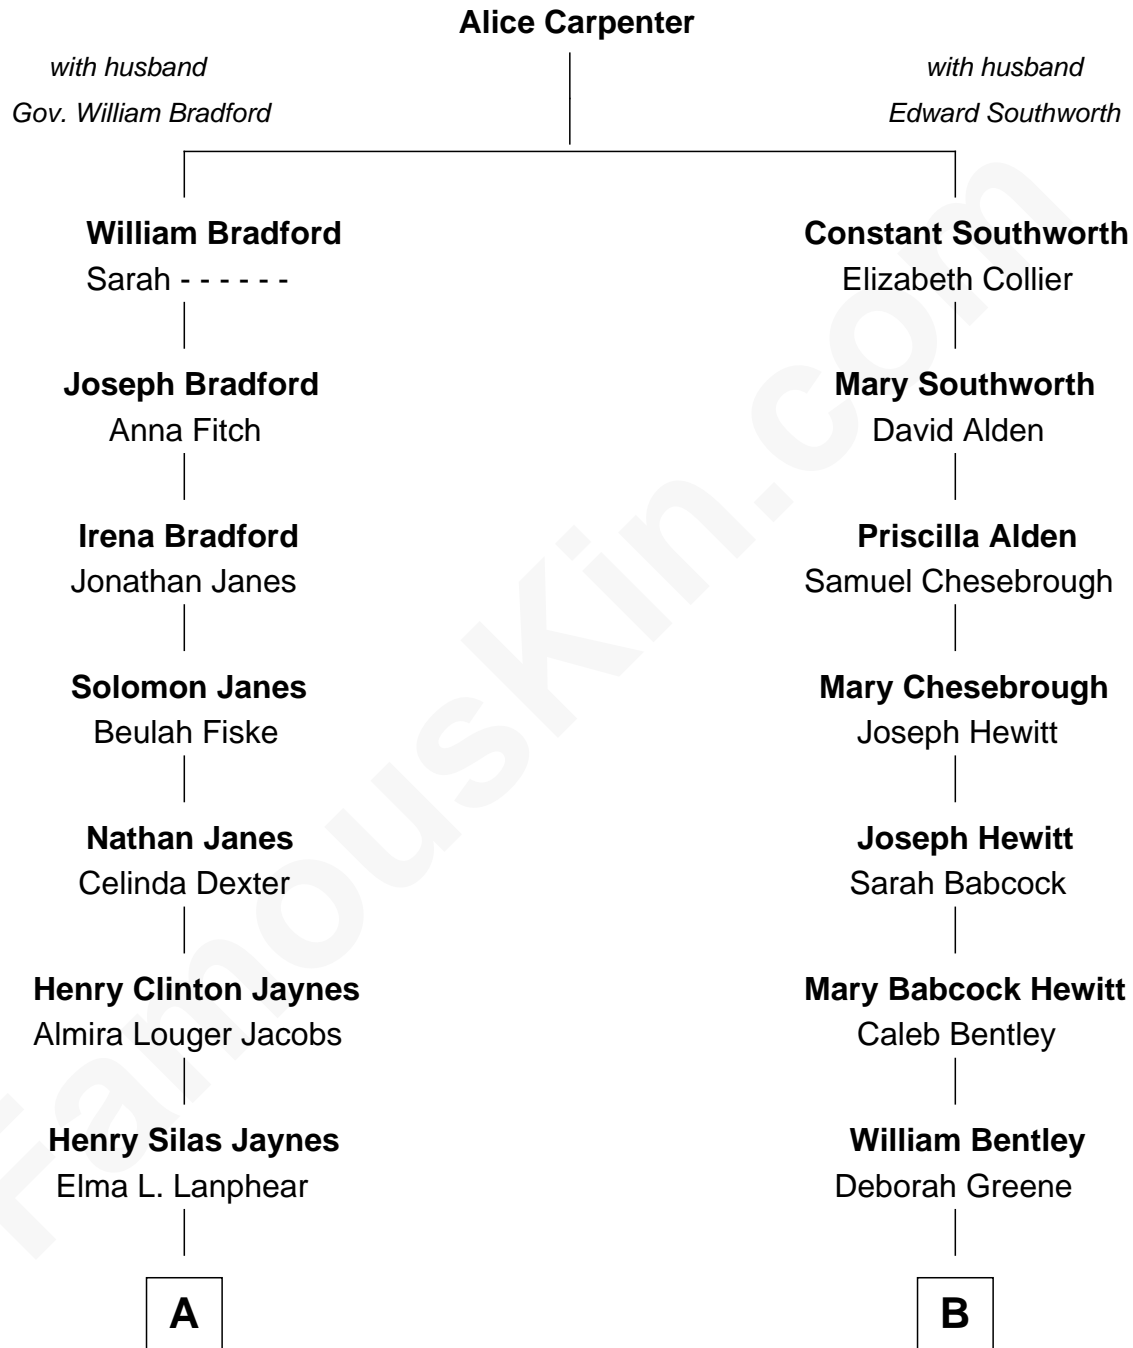 Alice Carpenter
with husband
Gov. William Bradford
with husband
Edward Southworth
William Bradford
Sarah - - - - - -
Constant Southworth
Elizabeth Collier
Joseph Bradford
Anna Fitch
Mary Southworth
David Alden
Irena Bradford
Jonathan Janes
Priscilla Alden
Samuel Chesebrough
Solomon Janes
Beulah Fiske
Mary Chesebrough
Joseph Hewitt
Nathan Janes
Celinda Dexter
Joseph Hewitt
Sarah Babcock
Henry Clinton Jaynes
Almira Louger Jacobs
Mary Babcock Hewitt
Caleb Bentley
Henry Silas Jaynes
Elma L. Lanphear
William Bentley
Deborah Greene
A
B
FamousKin.com